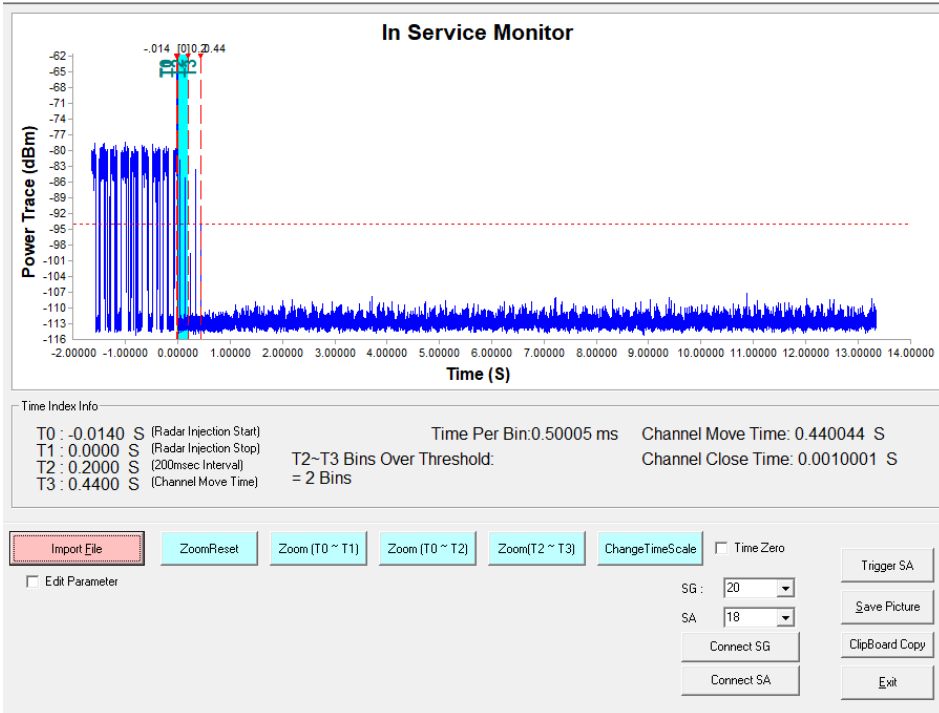 In Service Monitor
-.014 [0]0.20.44
T0 T1 T2 T3
-62
-65
-68
-71
-74
-77
-80
-83
-86
-89
-92
-95
-98
-101
-104
-107
-110
-113
-116
Power Trace (dBm)
-2.00000 -1.00000 0.00000 1.00000 2.00000 3.00000 4.00000 5.00000 6.00000 7.00000 8.00000 9.00000 10.00000 11.00000 12.00000 13.00000 14.00000
Time (S)
Time Index Info
T0 : -0.0140 S (Radar Injection Start)
T1 : 0.0000 S (Radar Injection Stop)
T2 : 0.2000 S (200msec Interval)
T3 : 0.4400 S (Channel Move Time)
Time Per Bin:0.50005 ms
T2~T3 Bins Over Threshold:
= 2 Bins
Channel Move Time: 0.440044 S
Channel Close Time: 0.0010001 S
Import File
ZoomReset
Zoom (T0 ~ T1)
Zoom (T0 ~ T2)
Zoom(T2 ~ T3)
ChangeTimeScale
Time Zero
Edit Parameter
SG : 20
SA 18
Connect SG
Connect SA
Trigger SA
Save Picture
ClipBoard Copy
Exit